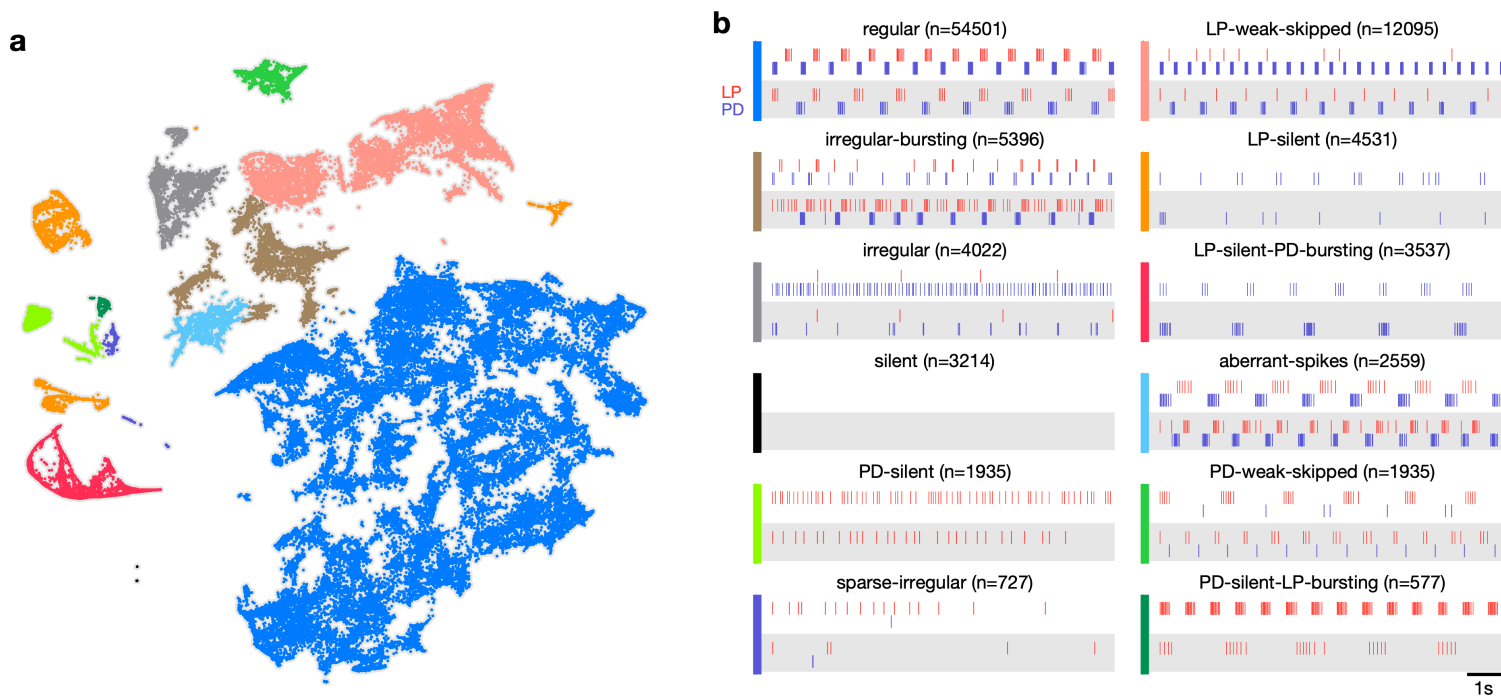 a
b
regular (n=54501)
LP-weak-skipped (n=12095)
LP
PD
irregular-bursting (n=5396)
LP-silent (n=4531)
irregular (n=4022)
LP-silent-PD-bursting (n=3537)
silent (n=3214)
aberrant-spikes (n=2559)
PD-silent (n=1935)
PD-weak-skipped (n=1935)
sparse-irregular (n=727)
PD-silent-LP-bursting (n=577)
1s